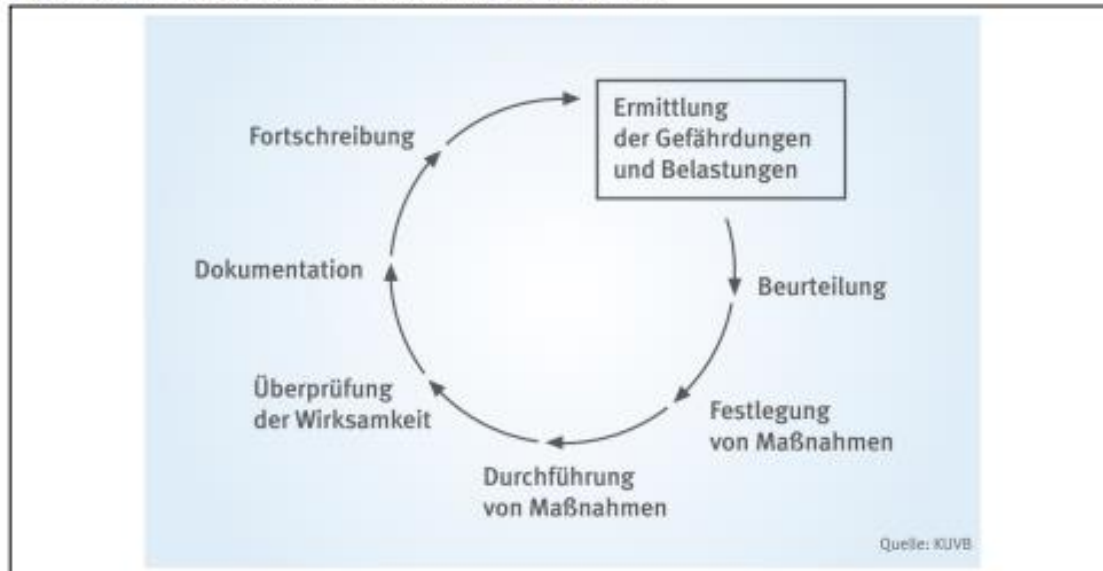 Ermittlung
der Gefährdungen
und Belastungen
Beurteilung
Festlegung
von Maßnahmen
Durchführung
von Maßnahmen
Überprüfung
der Wirksamkeit
Dokumentation
Fortschreibung
Quelle: KUVB